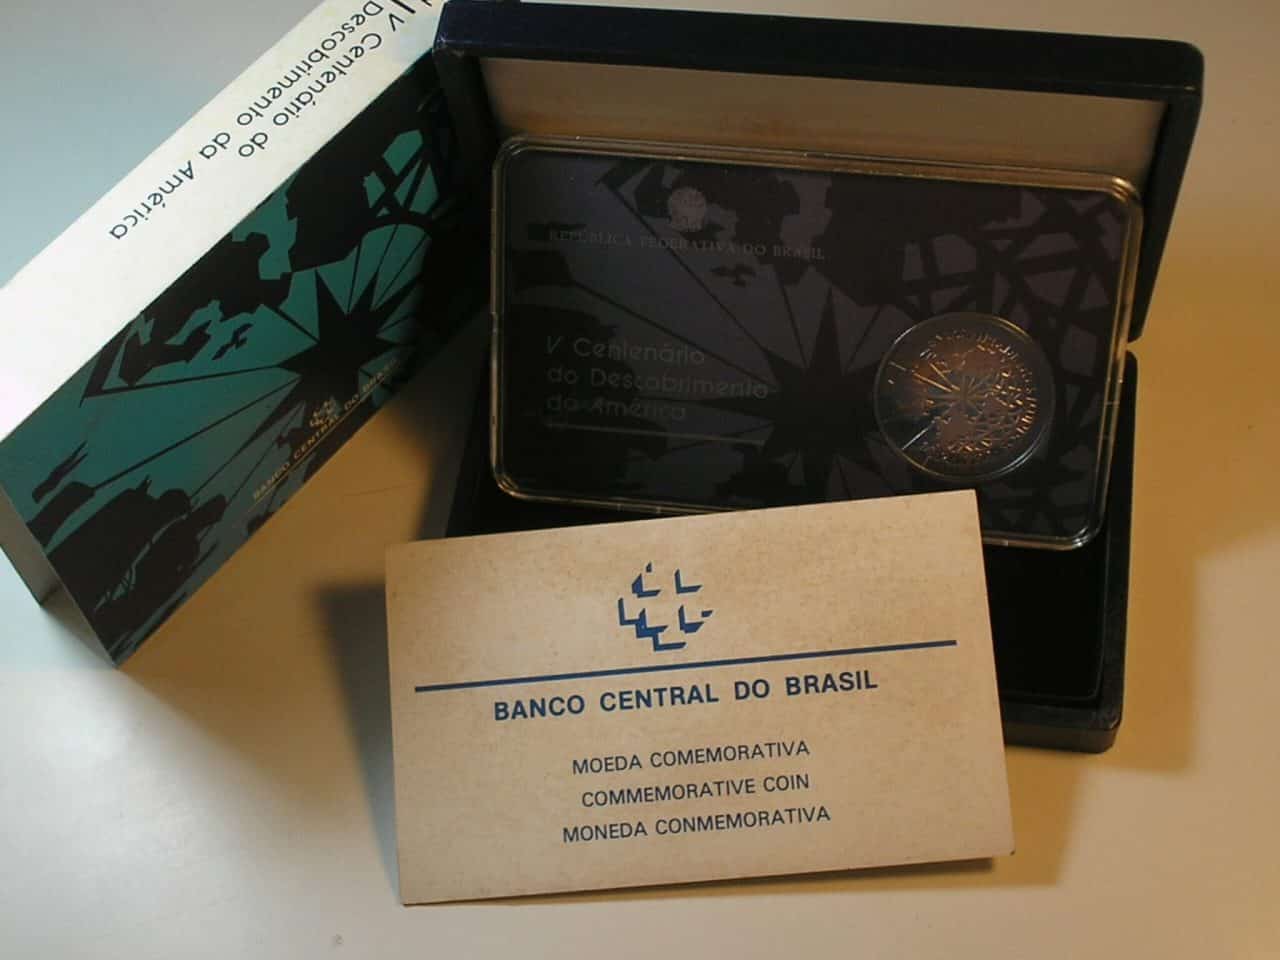 V Centenário do
Descobrimento da América
BANCO CENTRAL DO BRASIL
REPÚBLICA FEDERATIVA DO BRASIL
V Centenário
do Descobrimento
da América
BANCO CENTRAL DO BRASIL
MOEDA COMEMORATIVA
COMMEMORATIVE COIN
MONEDA CONMEMORATIVA